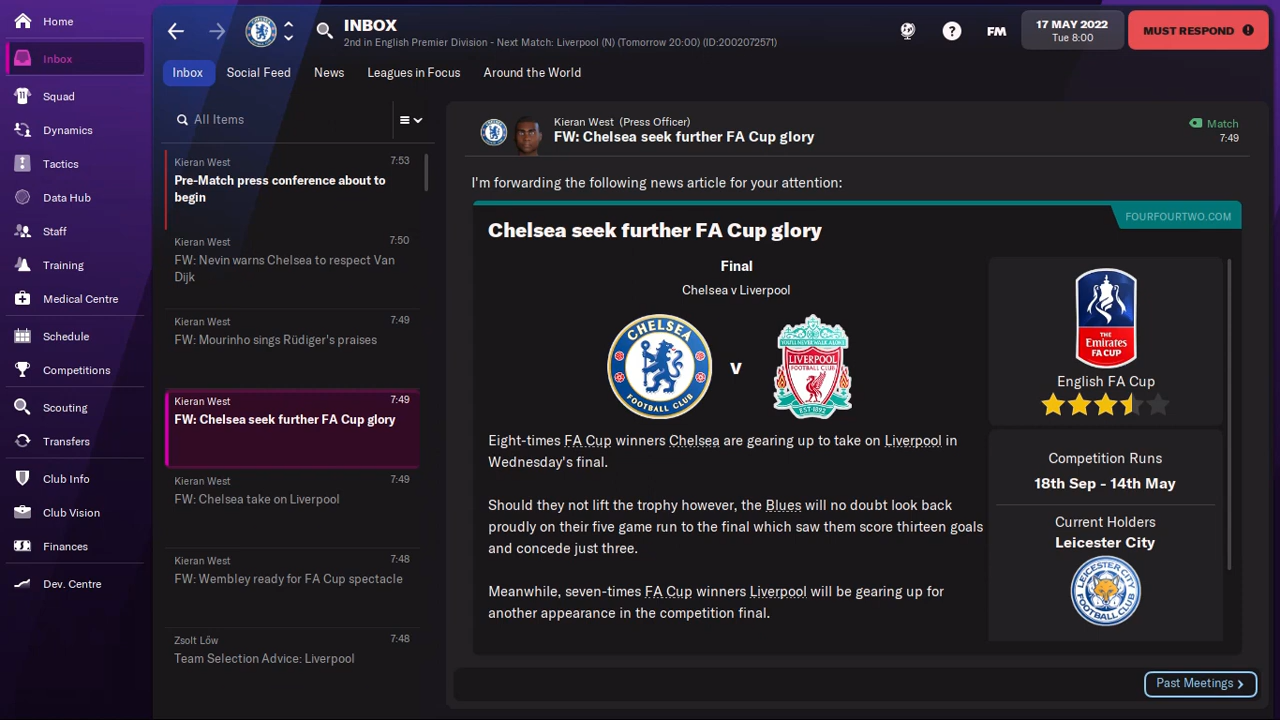 Home
Inbox
Squad
Dynamics
Tactics
Data Hub
Staff
Training
Medical Centre
Schedule
Competitions
Scouting
Transfers
Club Info
Club Vision
Finances
Dev. Centre
INBOX
2nd in English Premier Division - Next Match: Liverpool (N) (Tomorrow 20:00) (ID:2002072571)
?
FM
17 MAY 2022
Tue 8:00
MUST RESPOND
Inbox
Social Feed
News
Leagues in Focus
Around the World
All Items
Kieran West 7:53
Pre-Match press conference about to
begin
Kieran West 7:50
FW: Nevin warns Chelsea to respect Van
Dijk
Kieran West 7:49
FW: Mourinho sings Rüdiger's praises
Kieran West 7:49
FW: Chelsea seek further FA Cup glory
Kieran West 7:49
FW: Chelsea take on Liverpool
Kieran West 7:48
FW: Wembley ready for FA Cup spectacle
Zsolt Lőw 7:48
Team Selection Advice: Liverpool
Kieran West (Press Officer)
FW: Chelsea seek further FA Cup glory
Match
7:49
I'm forwarding the following news article for your attention:
FOURFOURTWO.COM
Chelsea seek further FA Cup glory
Final
Chelsea v Liverpool
CHELSEA
FOOTBALL CLUB
v
YOU'LL NEVER WALK ALONE
LIVERPOOL
FOOTBALL CLUB
EST·1892
Eight-times FA Cup winners Chelsea are gearing up to take on Liverpool in
Wednesday's final.
Should they not lift the trophy however, the Blues will no doubt look back
proudly on their five game run to the final which saw them score thirteen goals
and concede just three.
Meanwhile, seven-times FA Cup winners Liverpool will be gearing up for
another appearance in the competition final.
THE
Emirates
FA CUP
English FA Cup
Competition Runs
18th Sep - 14th May
Current Holders
Leicester City
LEICESTER CITY
FOOTBALL CLUB
Past Meetings